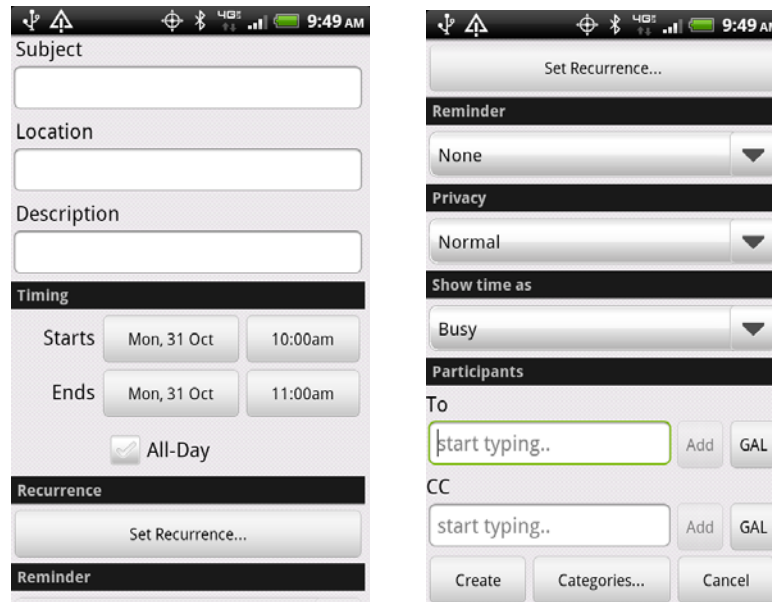 4G 9:49 AM
Subject
Location
Description
Timing
Starts Mon, 31 Oct 10:00am
Ends Mon, 31 Oct 11:00am
All-Day
Recurrence
Set Recurrence...
Reminder
9:49 AM
Set Recurrence...
Reminder
None
Privacy
Normal
Show time as
Busy
Participants
To
start typing.. Add GAL
CC
start typing.. Add GAL
Create Categories... Cancel